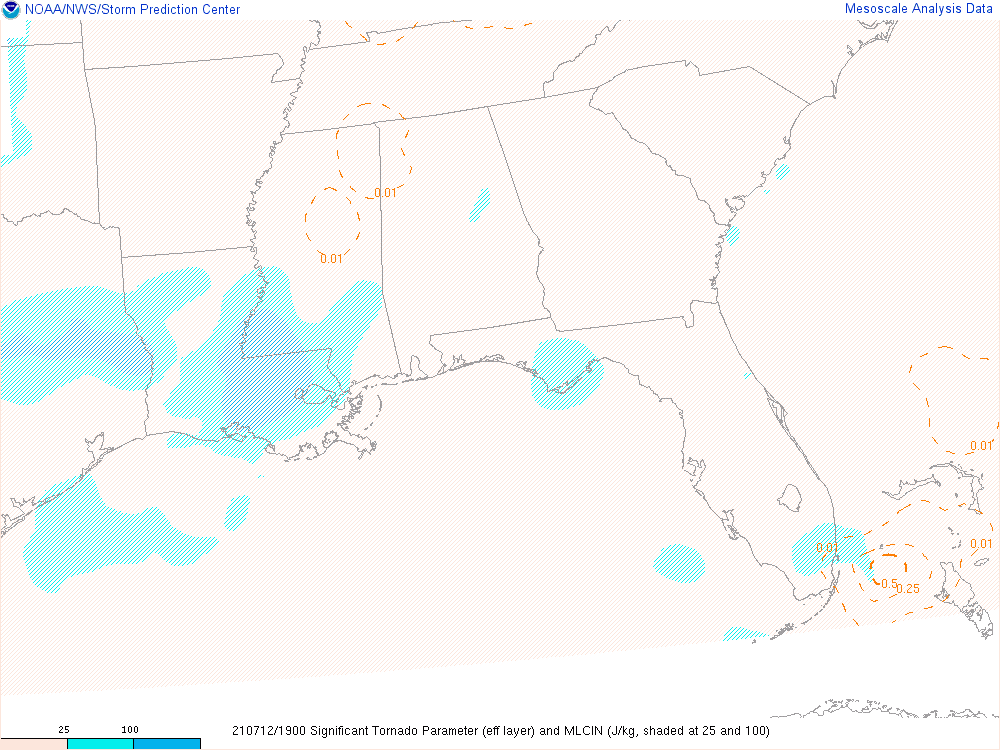 NOAA/NWS/Storm Prediction Center
Mesoscale Analysis Data
0.01
0.01
0.01
0.01
0.01
0.5
0.25
25 100
210712/1900 Significant Tornado Parameter (eff layer) and MLCIN (J/kg, shaded at 25 and 100)